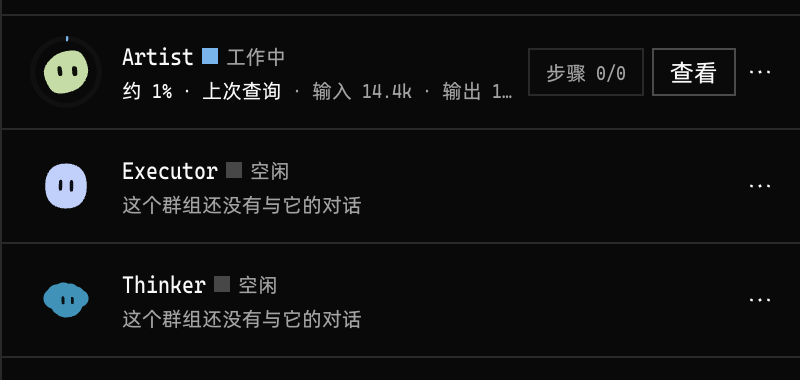 Artist 工作中
约 1% · 上次查询 · 输入 14.4k · 输出 1…
步骤 0/0
查看
Executor 空闲
这个群组还没有与它的对话
Thinker 空闲
这个群组还没有与它的对话